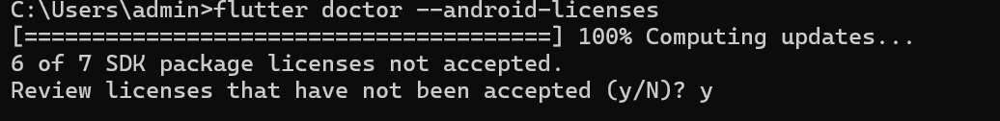 C:\Users\admin>flutter doctor --android-licenses
[=======================================] 100% Computing updates...
6 of 7 SDK package licenses not accepted.
Review licenses that have not been accepted (y/N)? y